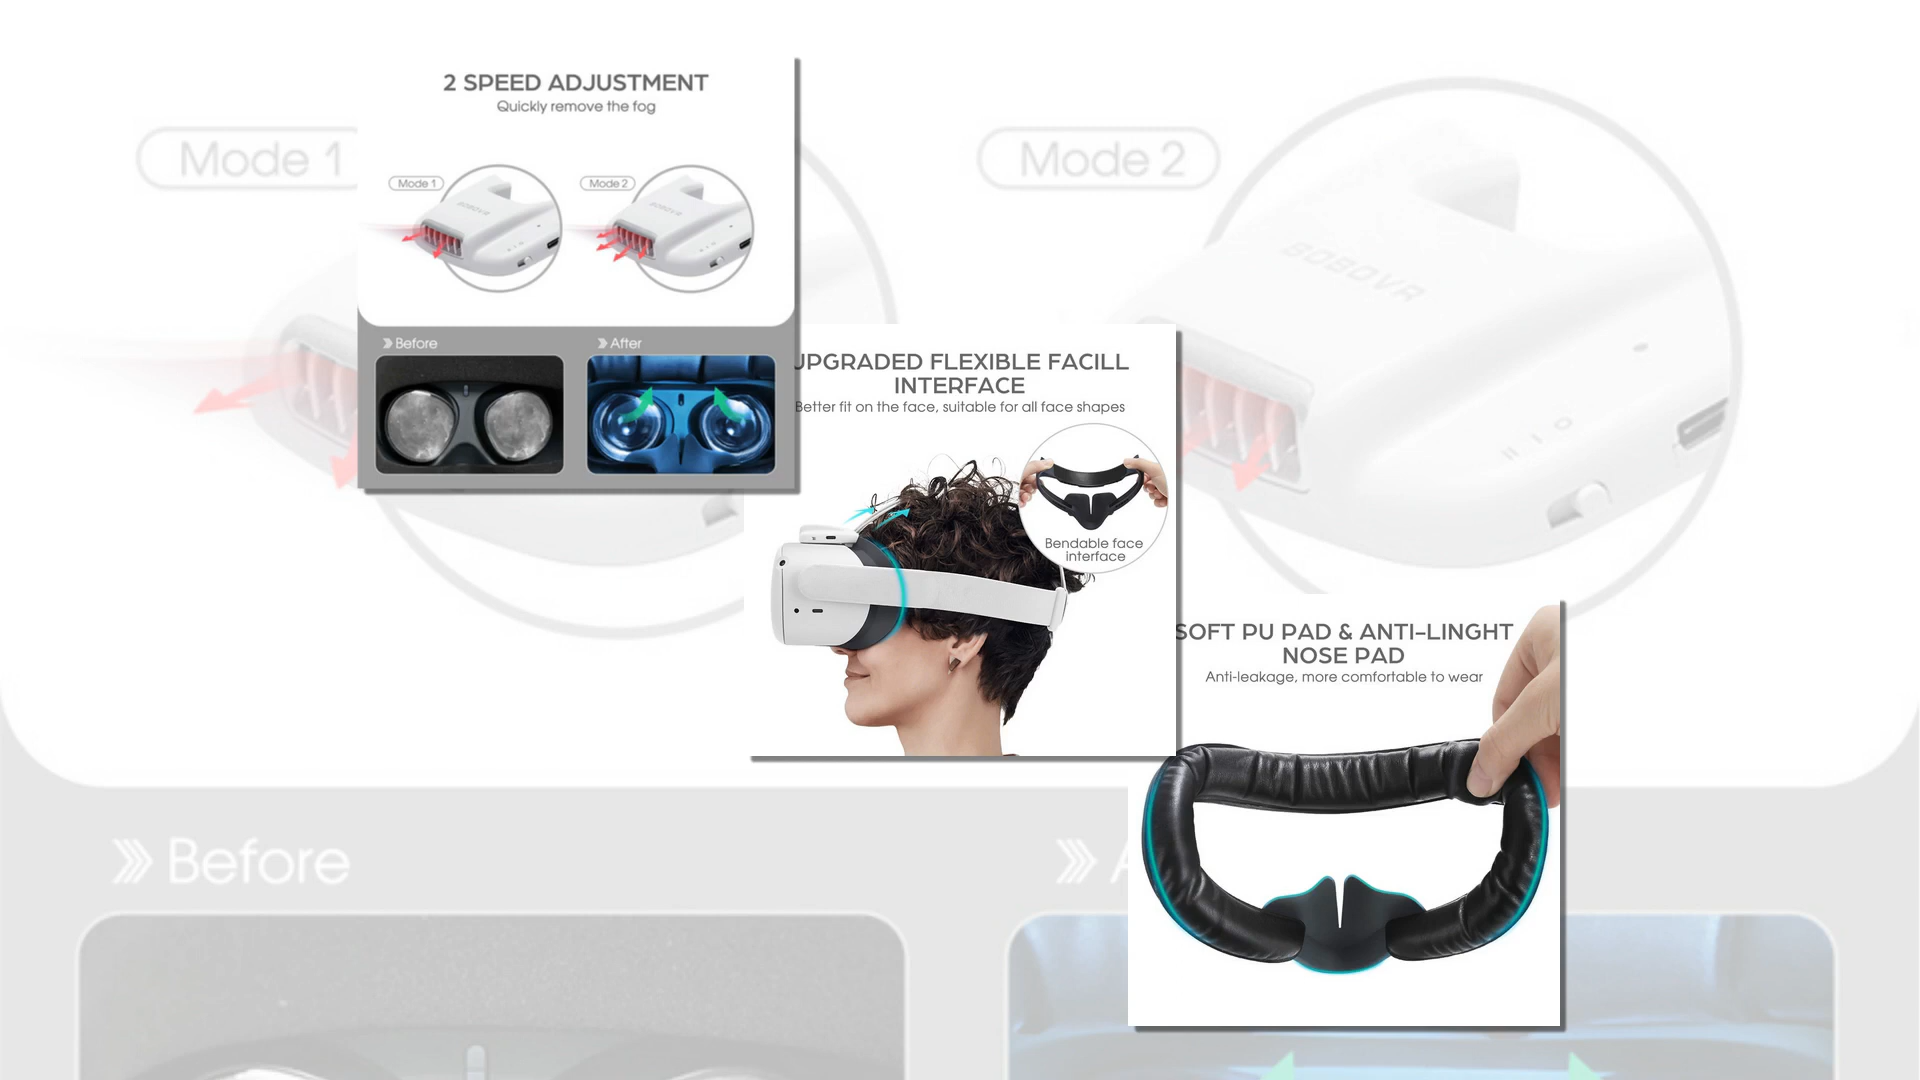 2 SPEED ADJUSTMENT
Quickly remove the fog
Mode 1
Mode 2
BOBOVR
BOBOVR
Before
After
UPGRADED FLEXIBLE FACILL
INTERFACE
Better fit on the face, suitable for all face shapes
Bendable face
interface
SOFT PU PAD & ANTI-LINGHT
NOSE PAD
Anti-leakage, more comfortable to wear
Mode 1
Mode 2
BOBOVR
Before